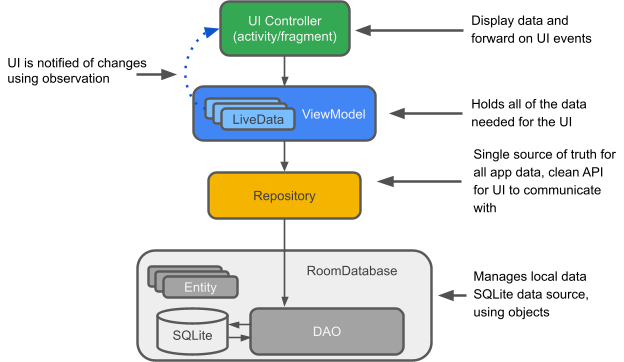 UI Controller
(activity/fragment)
Display data and
forward on UI events
UI is notified of changes
using observation
LiveData
ViewModel
Holds all of the data
needed for the UI
Single source of truth for
all app data, clean API
for UI to communicate
with
Repository
RoomDatabase
Entity
Manages local data
SQLite data source,
using objects
SQLite
DAO